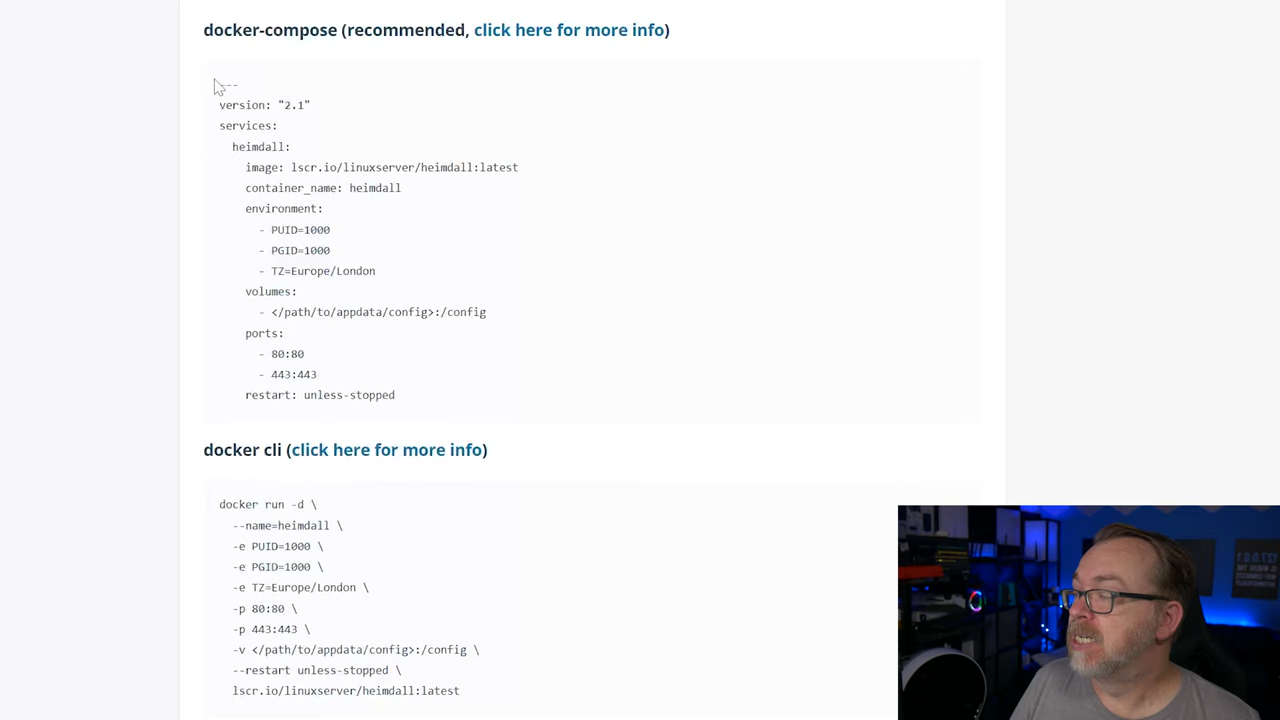 docker-compose (recommended, click here for more info)
---
version: "2.1"
services:
  heimdall:
    image: lscr.io/linuxserver/heimdall:latest
    container_name: heimdall
    environment:
      - PUID=1000
      - PGID=1000
      - TZ=Europe/London
    volumes:
      - </path/to/appdata/config>:/config
    ports:
      - 80:80
      - 443:443
    restart: unless-stopped
docker cli (click here for more info)
docker run -d \
  --name=heimdall \
  -e PUID=1000 \
  -e PGID=1000 \
  -e TZ=Europe/London \
  -p 80:80 \
  -p 443:443 \
  -v </path/to/appdata/config>:/config \
  --restart unless-stopped \
  lscr.io/linuxserver/heimdall:latest